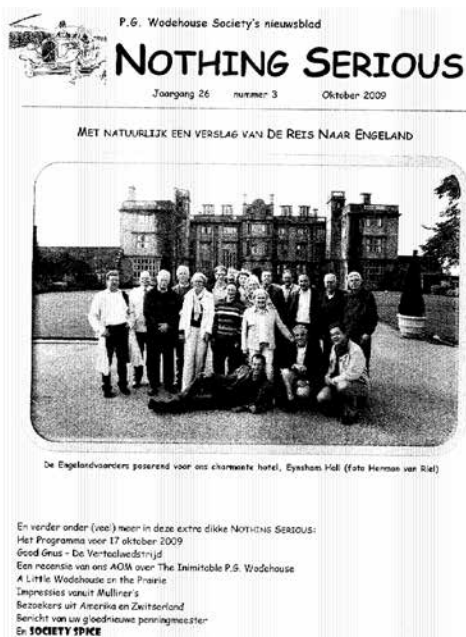 P.G. Wodehouse Society's nieuwsblad
NOTHING SERIOUS
Jaargang 26 nummer 3 Oktober 2009
MET NATUURLIJK EEN VERSLAG VAN DE REIS NAAR ENGELAND
De Engelandvaarders poserend voor ons charmante hotel, Eynsham Hall (foto Herman van Riel)
En verder onder (veel) meer in deze extra dikke NOTHING SERIOUS:
Het Programma voor 17 oktober 2009
Good Gnus - De Vertaalwedstrijd
Een recensie van ons AOM over The Inimitable P.G. Wodehouse
A Little Wodehouse on the Prairie
Impressies vanuit Mulliner's
Bezoekers uit Amerika en Zwitserland
Bericht van uw gloednieuwe penningmeester
En SOCIETY SPICE